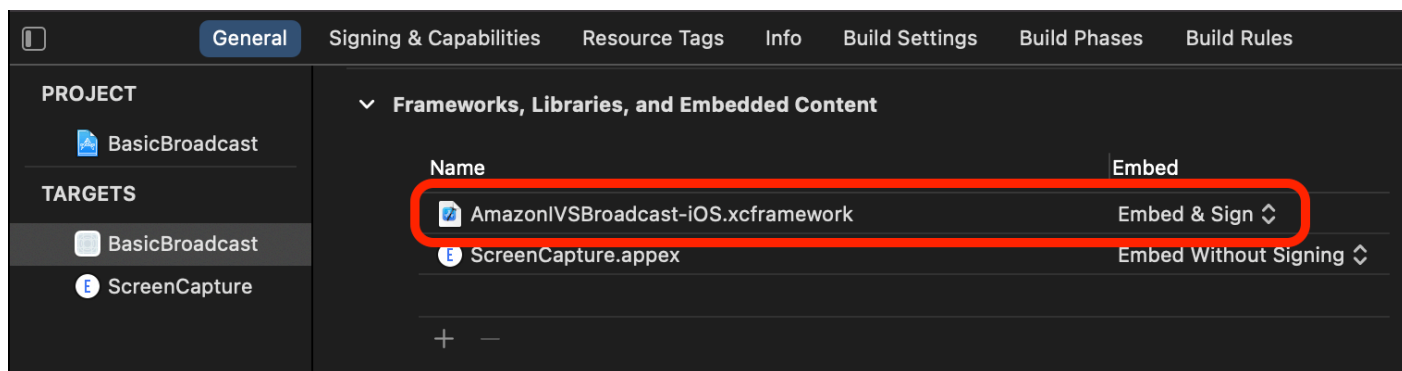 General Signing & Capabilities Resource Tags Info Build Settings Build Phases Build Rules
PROJECT
BasicBroadcast
TARGETS
BasicBroadcast
E ScreenCapture
Frameworks, Libraries, and Embedded Content
Name Embed
AmazonIVSBroadcast-iOS.xcframework Embed & Sign
E ScreenCapture.appex Embed Without Signing